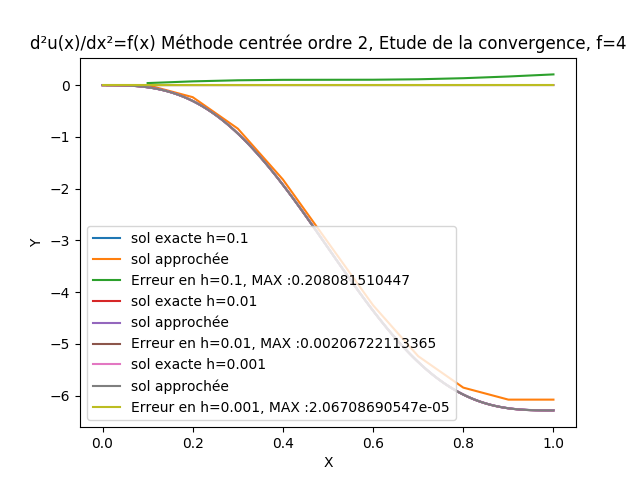 d²u(x)/dx²=f(x) Méthode centrée ordre 2, Etude de la convergence, f=4
0
−1
−2
−3
−4
−5
−6
Y
sol exacte h=0.1
sol approchée
Erreur en h=0.1, MAX :0.208081510447
sol exacte h=0.01
sol approchée
Erreur en h=0.01, MAX :0.00206722113365
sol exacte h=0.001
sol approchée
Erreur en h=0.001, MAX :2.06708690547e-05
0.0 0.2 0.4 0.6 0.8 1.0
X